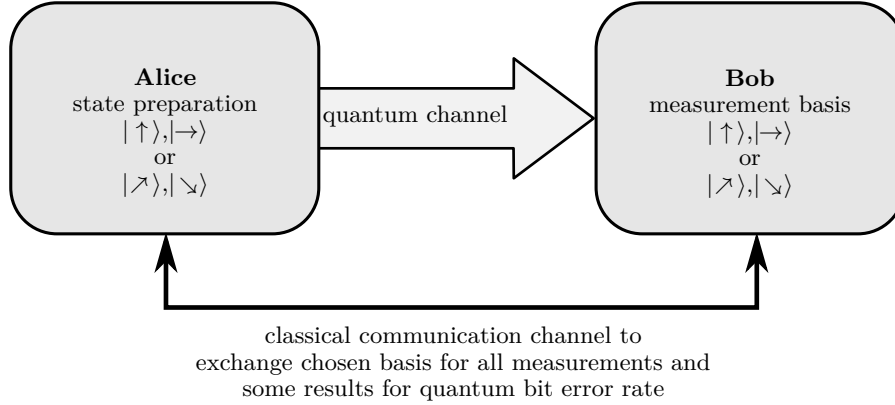 Alice
state preparation
|↑⟩,|→⟩
or
|↗⟩,|↘⟩
quantum channel
Bob
measurement basis
|↑⟩,|→⟩
or
|↗⟩,|↘⟩
classical communication channel to
exchange chosen basis for all measurements and
some results for quantum bit error rate